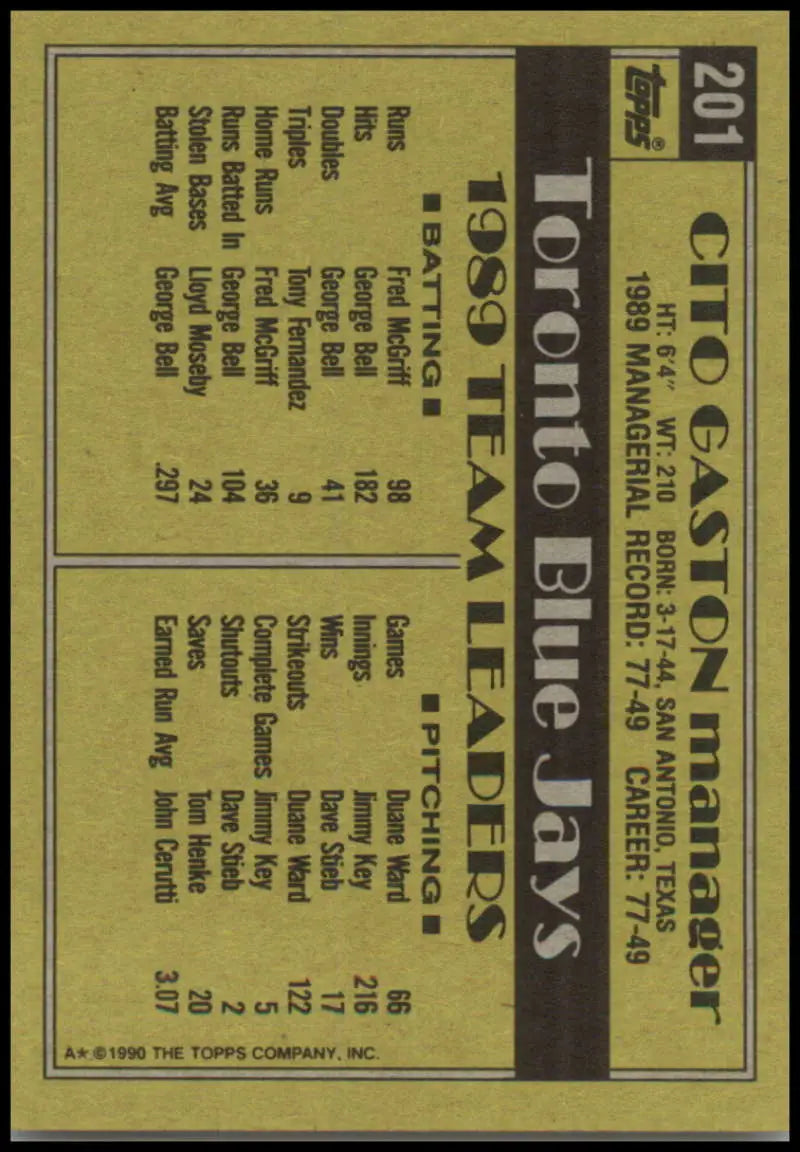 201
topps®
CITO GASTON manager
HT: 6'4" WT: 210 BORN: 3-17-44, SAN ANTONIO, TEXAS
1989 MANAGERIAL RECORD: 77-49 CAREER: 77-49
Toronto Blue Jays
1989 TEAM LEADERS
BATTING
Runs Fred McGriff 98
Hits George Bell 182
Doubles George Bell 41
Triples Tony Fernandez 9
Home Runs Fred McGriff 36
Runs Batted In George Bell 104
Stolen Bases Lloyd Moseby 24
Batting Avg George Bell .297
PITCHING
Games Duane Ward 66
Innings Jimmy Key 216
Wins Dave Stieb 17
Strikeouts Duane Ward 122
Complete Games Jimmy Key 5
Shutouts Dave Stieb 2
Saves Tom Henke 20
Earned Run Avg John Cerutti 3.07
A★©1990 THE TOPPS COMPANY, INC.